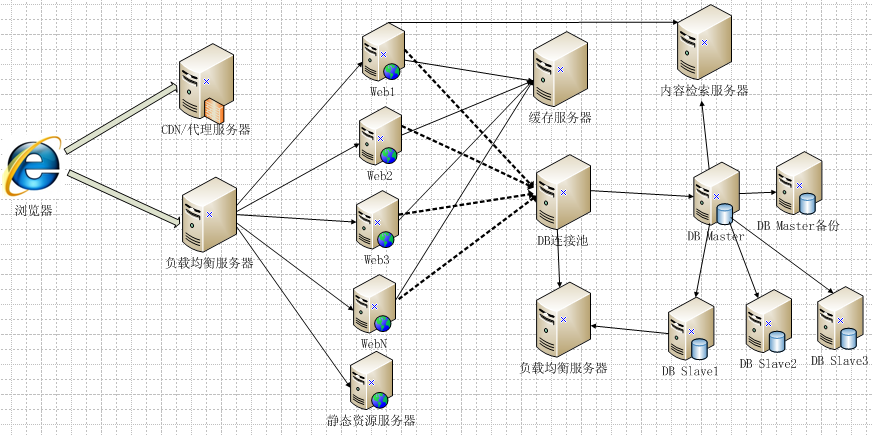 Web1
内容检索服务器
CDN/代理服务器
缓存服务器
Web2
浏览器
DB连接池
DB Master
DB Master备份
负载均衡服务器
Web3
WebN
负载均衡服务器
DB Slave1
DB Slave2
DB Slave3
静态资源服务器